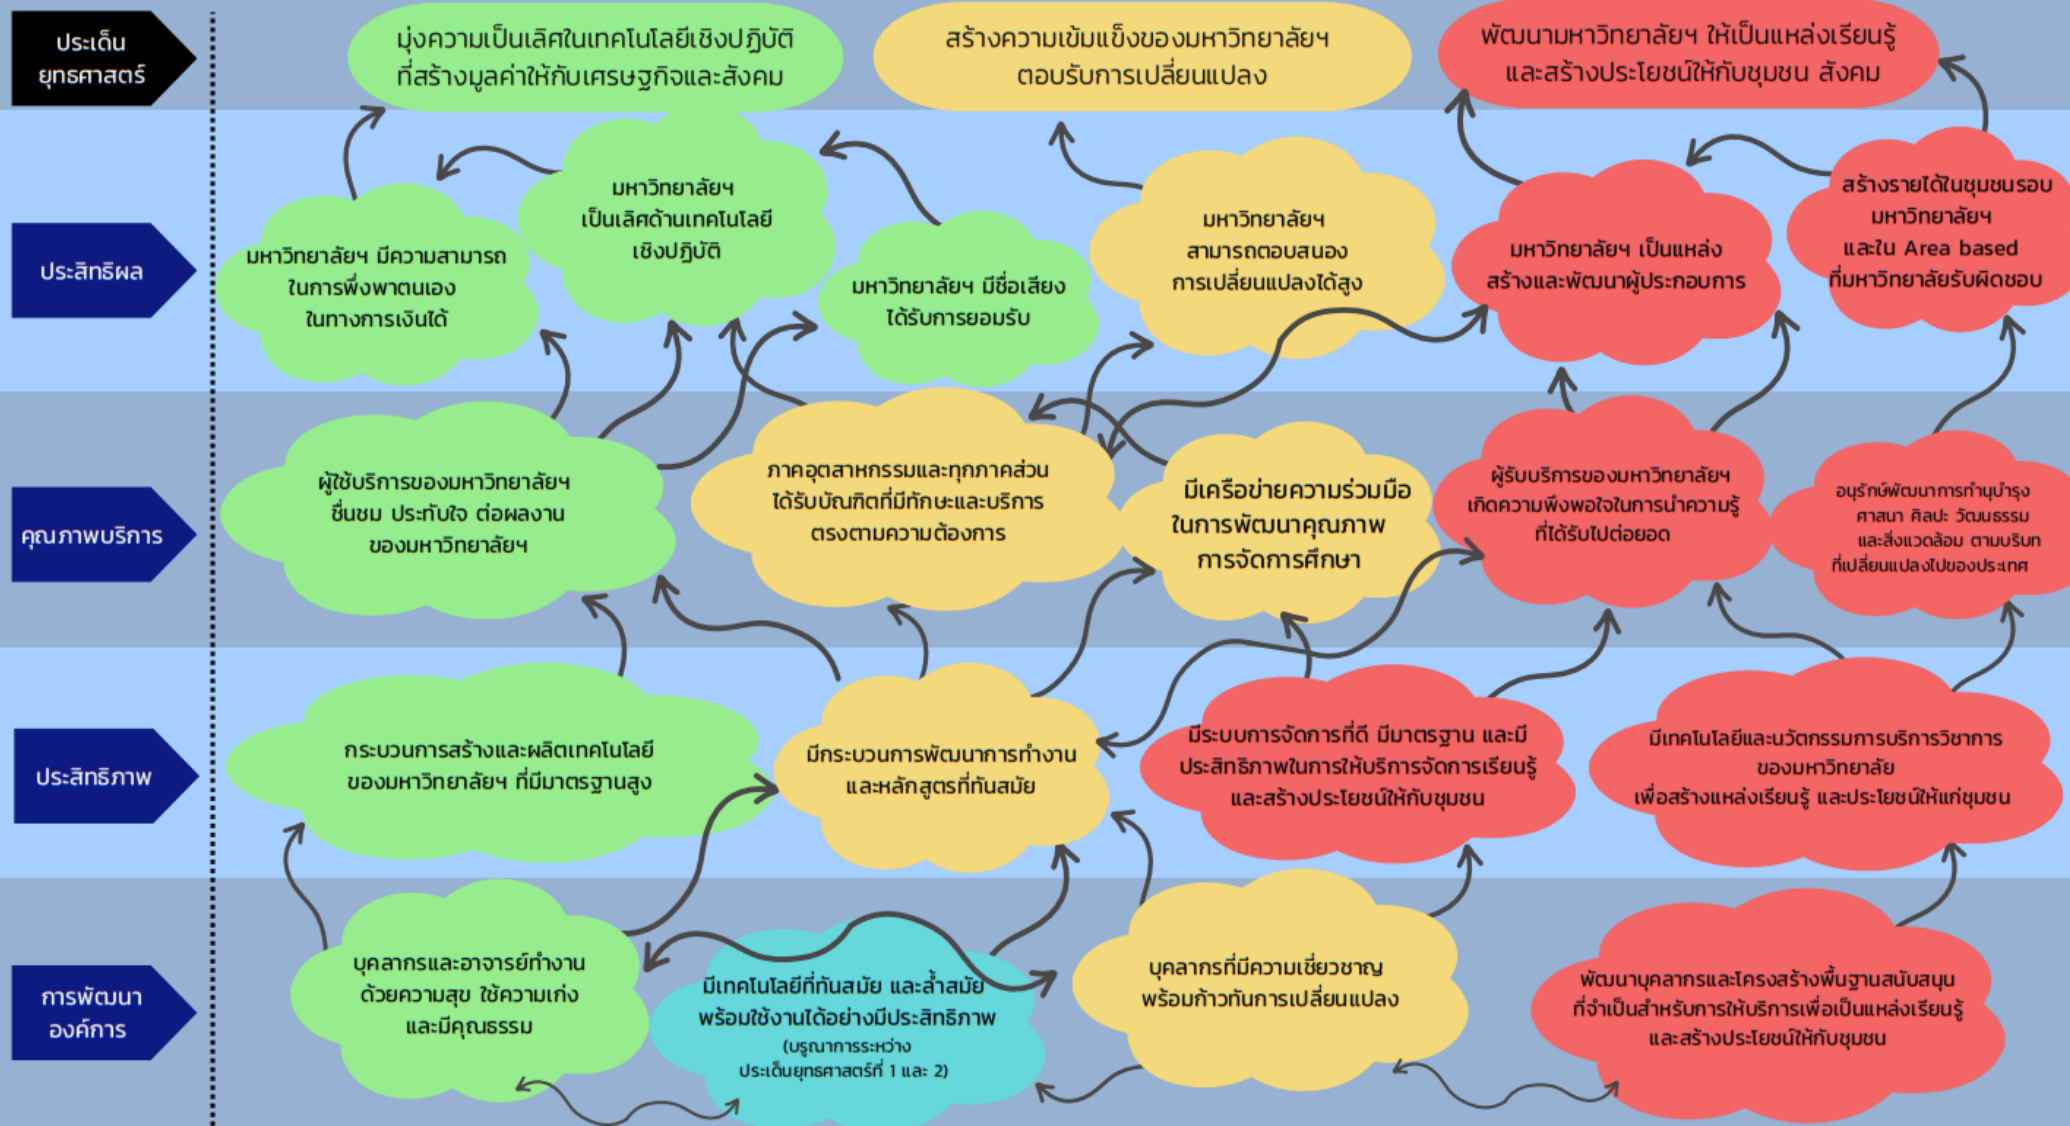 ประเด็น
ยุทธศาสตร์
มุ่งความเป็นเลิศในเทคโนโลยีเชิงปฏิบัติ
ที่สร้างมูลค่าให้กับเศรษฐกิจและสังคม
สร้างความเข้มแข็งของมหาวิทยาลัยฯ
ตอบรับการเปลี่ยนแปลง
พัฒนามหาวิทยาลัยฯ ให้เป็นแหล่งเรียนรู้
และสร้างประโยชน์ให้กับชุมชน สังคม
ประสิทธิผล
มหาวิทยาลัยฯ มีความสามารถ
ในการพึ่งพาตนเอง
ในทางการเงินได้
มหาวิทยาลัยฯ
เป็นเลิศด้านเทคโนโลยี
เชิงปฏิบัติ
มหาวิทยาลัยฯ มีชื่อเสียง
ได้รับการยอมรับ
มหาวิทยาลัยฯ
สามารถตอบสนอง
การเปลี่ยนแปลงได้สูง
มหาวิทยาลัยฯ เป็นแหล่ง
สร้างและพัฒนาผู้ประกอบการ
สร้างรายได้ในชุมชนรอบ
มหาวิทยาลัยฯ
และใน Area based
ที่มหาวิทยาลัยรับผิดชอบ
คุณภาพบริการ
ผู้ใช้บริการของมหาวิทยาลัยฯ
ชื่นชม ประทับใจ ต่อผลงาน
ของมหาวิทยาลัยฯ
ภาคอุตสาหกรรมและทุกภาคส่วน
ได้รับบัณฑิตที่มีทักษะและบริการ
ตรงตามความต้องการ
มีเครือข่ายความร่วมมือ
ในการพัฒนาคุณภาพ
การจัดการศึกษา
ผู้รับบริการของมหาวิทยาลัยฯ
เกิดความพึงพอใจในการนำความรู้
ที่ได้รับไปต่อยอด
อนุรักษ์พัฒนาการทำนุบำรุง
ศาสนา ศิลปะ วัฒนธรรม
และสิ่งแวดล้อม ตามบริบท
ที่เปลี่ยนแปลงไปของประเทศ
ประสิทธิภาพ
กระบวนการสร้างและผลิตเทคโนโลยี
ของมหาวิทยาลัยฯ ที่มีมาตรฐานสูง
มีกระบวนการพัฒนาการทำงาน
และหลักสูตรที่ทันสมัย
มีระบบการจัดการที่ดี มีมาตรฐาน และมี
ประสิทธิภาพในการให้บริการจัดการเรียนรู้
และสร้างประโยชน์ให้กับชุมชน
มีเทคโนโลยีและนวัตกรรมการบริการวิชาการ
ของมหาวิทยาลัย
เพื่อสร้างแหล่งเรียนรู้ และประโยชน์ให้แก่ชุมชน
การพัฒนา
องค์การ
บุคลากรและอาจารย์ทำงาน
ด้วยความสุข ใช้ความเก่ง
และมีคุณธรรม
มีเทคโนโลยีที่ทันสมัย และล้ำสมัย
พร้อมใช้งานได้อย่างมีประสิทธิภาพ
(บรูณาการระหว่าง
ประเด็นยุทธศาสตร์ที่ 1 และ 2)
บุคลากรที่มีความเชี่ยวชาญ
พร้อมก้าวทันการเปลี่ยนแปลง
พัฒนาบุคลากรและโครงสร้างพื้นฐานสนับสนุน
ที่จำเป็นสำหรับการให้บริการเพื่อเป็นแหล่งเรียนรู้
และสร้างประโยชน์ให้กับชุมชน